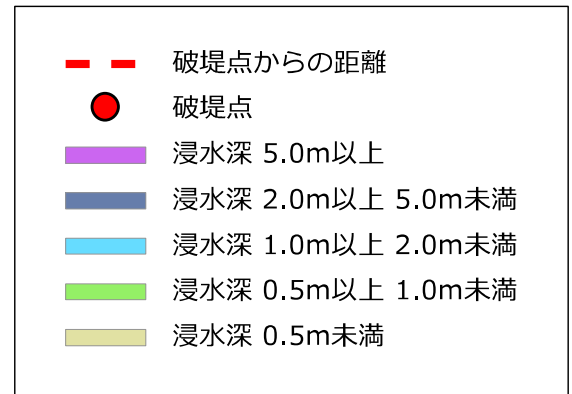 破堤点からの距離
破堤点
浸水深 5.0m以上
浸水深 2.0m以上 5.0m未満
浸水深 1.0m以上 2.0m未満
浸水深 0.5m以上 1.0m未満
浸水深 0.5m未満